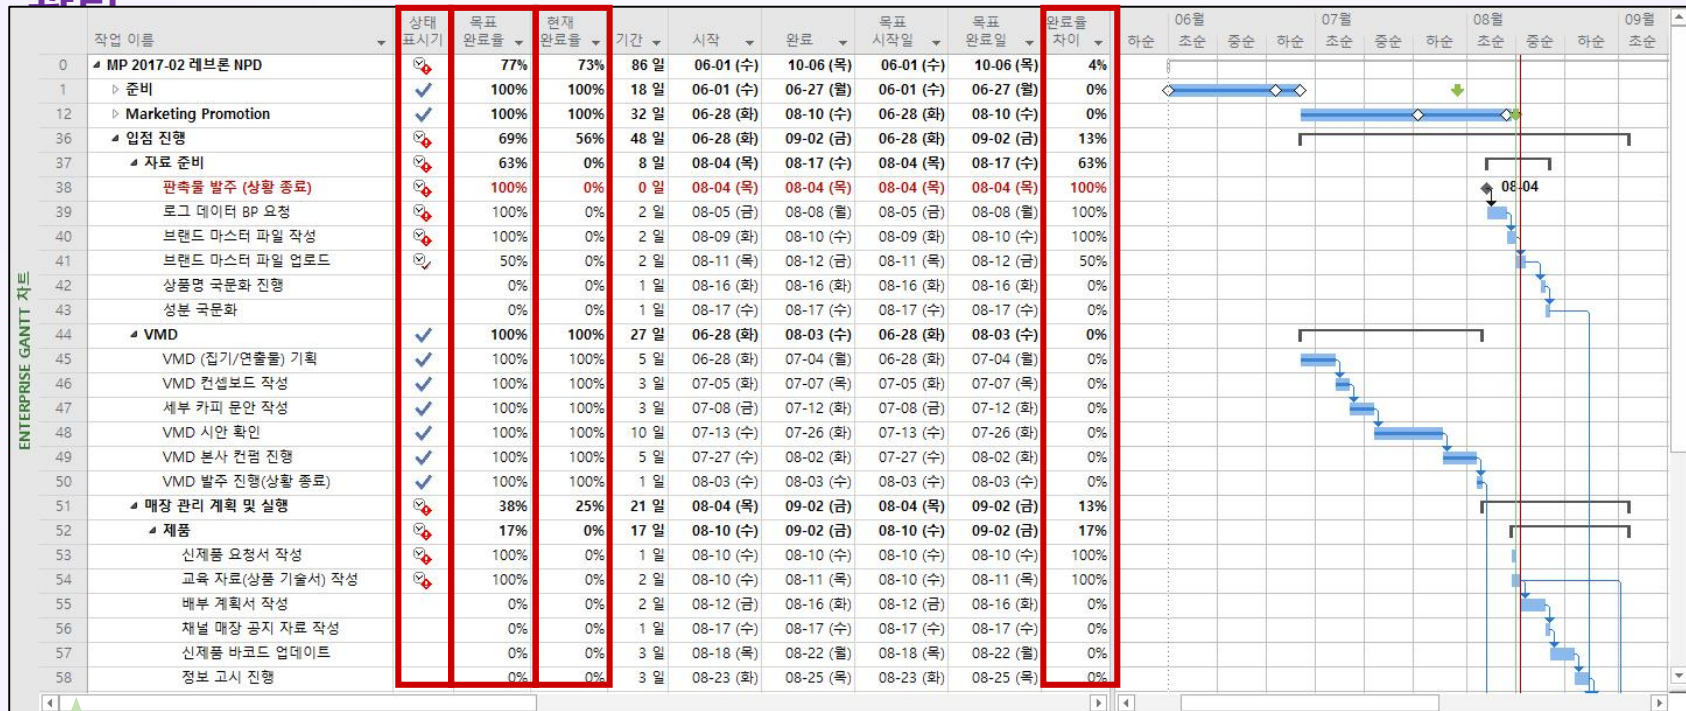 작업 이름 상태 표시기 목표 완료율 현재 완료율 기간 시작 완료 목표 시작일 목표 완료일 완료율 차이
06월 07월 08월 09월
하순 초순 중순 하순 초순 중순 하순 초순 중순 하순 초순
0 MP 2017-02 레브론 NPD 77% 73% 86 일 06-01 (수) 10-06 (목) 06-01 (수) 10-06 (목) 4%
1 준비 100% 100% 18 일 06-01 (수) 06-27 (월) 06-01 (수) 06-27 (월) 0%
12 Marketing Promotion 100% 100% 32 일 06-28 (화) 08-10 (수) 06-28 (화) 08-10 (수) 0%
36 입점 진행 69% 56% 48 일 06-28 (화) 09-02 (금) 06-28 (화) 09-02 (금) 13%
37 자료 준비 63% 0% 8 일 08-04 (목) 08-17 (수) 08-04 (목) 08-17 (수) 63%
38 판촉물 발주 (상황 종료) 100% 0% 0 일 08-04 (목) 08-04 (목) 08-04 (목) 08-04 (목) 100% 08-04
39 로그 데이터 BP 요청 100% 0% 2 일 08-05 (금) 08-08 (월) 08-05 (금) 08-08 (월) 100%
40 브랜드 마스터 파일 작성 100% 0% 2 일 08-09 (화) 08-10 (수) 08-09 (화) 08-10 (수) 100%
41 브랜드 마스터 파일 업로드 50% 0% 2 일 08-11 (목) 08-12 (금) 08-11 (목) 08-12 (금) 50%
42 상품명 국문화 진행 0% 0% 1 일 08-16 (화) 08-16 (화) 08-16 (화) 08-16 (화) 0%
43 성분 국문화 0% 0% 1 일 08-17 (수) 08-17 (수) 08-17 (수) 08-17 (수) 0%
44 VMD 100% 100% 27 일 06-28 (화) 08-03 (수) 06-28 (화) 08-03 (수) 0%
45 VMD (집기/연출물) 기획 100% 100% 5 일 06-28 (화) 07-04 (월) 06-28 (화) 07-04 (월) 0%
46 VMD 컨셉보드 작성 100% 100% 3 일 07-05 (화) 07-07 (목) 07-05 (화) 07-07 (목) 0%
47 세부 카피 문안 작성 100% 100% 3 일 07-08 (금) 07-12 (화) 07-08 (금) 07-12 (화) 0%
48 VMD 시안 확인 100% 100% 10 일 07-13 (수) 07-26 (화) 07-13 (수) 07-26 (화) 0%
49 VMD 본사 컨펌 진행 100% 100% 5 일 07-27 (수) 08-02 (화) 07-27 (수) 08-02 (화) 0%
50 VMD 발주 진행(상황 종료) 100% 100% 1 일 08-03 (수) 08-03 (수) 08-03 (수) 08-03 (수) 0%
51 매장 관리 계획 및 실행 38% 25% 21 일 08-04 (목) 09-02 (금) 08-04 (목) 09-02 (금) 13%
52 제품 17% 0% 17 일 08-10 (수) 09-02 (금) 08-10 (수) 09-02 (금) 17%
53 신제품 요청서 작성 100% 0% 1 일 08-10 (수) 08-10 (수) 08-10 (수) 08-10 (수) 100%
54 교육 자료(상품 기술서) 작성 100% 0% 2 일 08-10 (수) 08-11 (목) 08-10 (수) 08-11 (목) 100%
55 배부 계획서 작성 0% 0% 2 일 08-12 (금) 08-16 (화) 08-12 (금) 08-16 (화) 0%
56 채널 매장 공지 자료 작성 0% 0% 1 일 08-17 (수) 08-17 (수) 08-17 (수) 08-17 (수) 0%
57 신제품 바코드 업데이트 0% 0% 3 일 08-18 (목) 08-22 (월) 08-18 (목) 08-22 (월) 0%
58 정보 고시 진행 0% 0% 3 일 08-23 (화) 08-25 (목) 08-23 (화) 08-25 (목) 0%
ENTERPRISE GANTT 차트